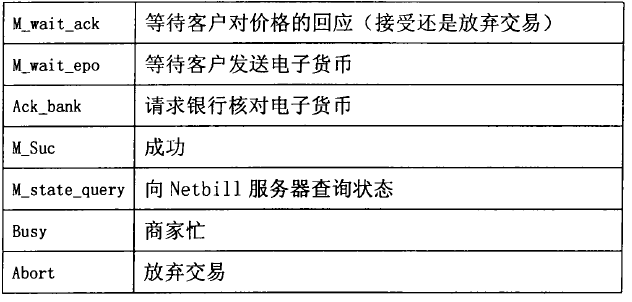 M_wait_ack 等待客户对价格的回应（接受还是放弃交易）
M_wait_epo 等待客户发送电子货币
Ack_bank 请求银行核对电子货币
M_Suc 成功
M_state_query 向 Netbill 服务器查询状态
Busy 商家忙
Abort 放弃交易